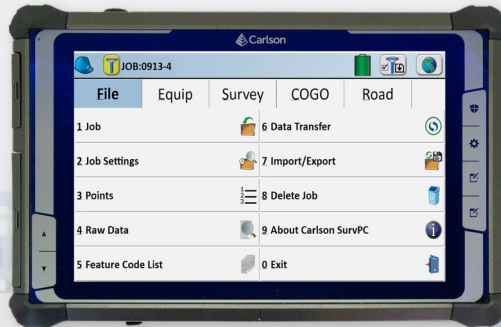 Carlson
JOB:0913-4
File Equip Survey COGO Road
1 Job
2 Job Settings
3 Points
4 Raw Data
5 Feature Code List
6 Data Transfer
7 Import/Export
8 Delete Job
9 About Carlson SurvPC
0 Exit